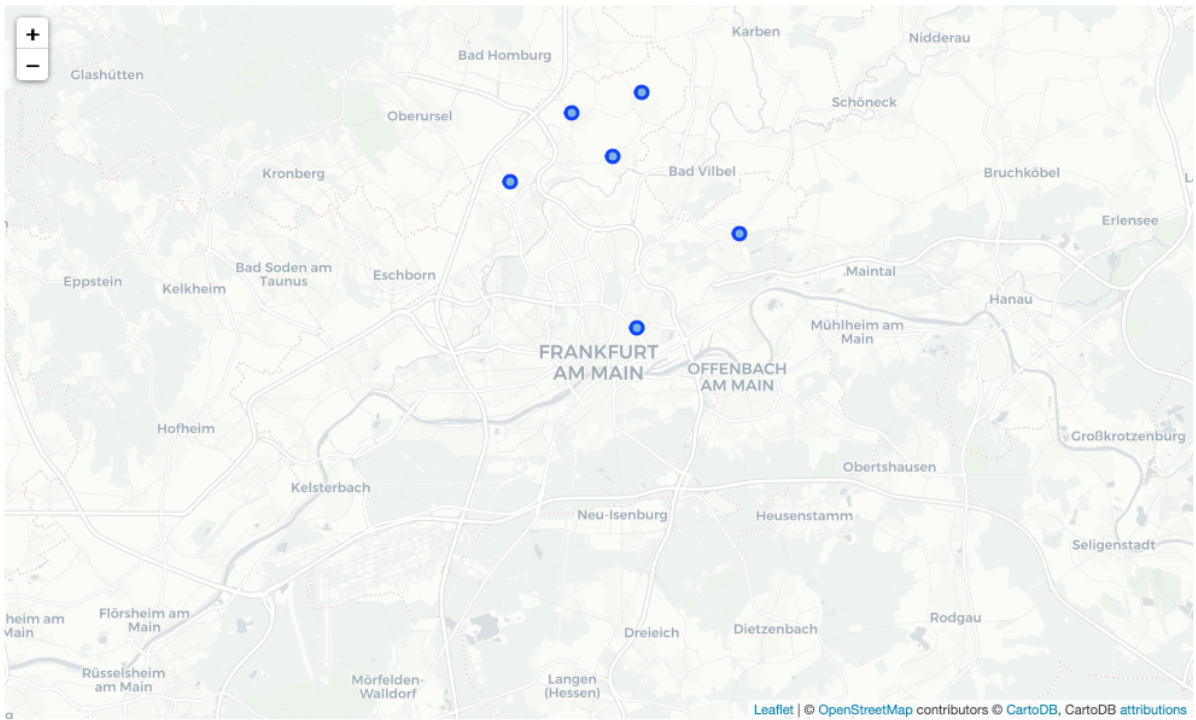 +
−
Karben
Nidderau
Bad Homburg
Glashütten
Schöneck
Oberursel
Bad Vilbel
Kronberg
Bruchköbel
Erlensee
Bad Soden am
Taunus
Eschborn
Maintal
Eppstein
Kelkheim
Hanau
Mühlheim am
Main
FRANKFURT
AM MAIN
OFFENBACH
AM MAIN
Hofheim
Großkrotzenburg
Obertshausen
Kelsterbach
Neu-Isenburg
Heusenstamm
Seligenstadt
Flörsheim am
Main
heim am
Main
Rodgau
Dreieich
Dietzenbach
Rüsselsheim
am Main
Mörfelden-
Walldorf
Langen
(Hessen)
Leaflet | © OpenStreetMap contributors © CartoDB, CartoDB attributions